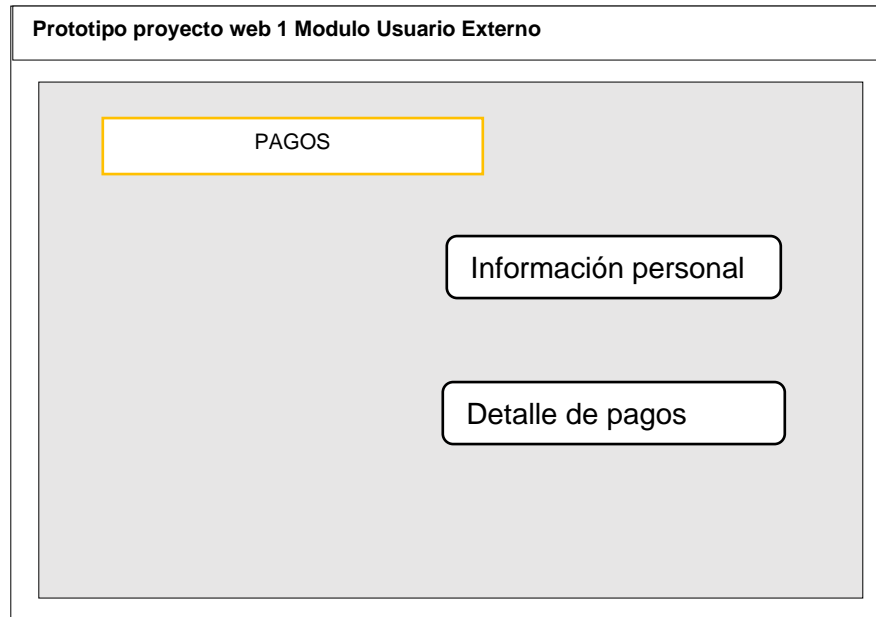 Prototipo proyecto web 1 Modulo Usuario Externo
PAGOS
Información personal
Detalle de pagos